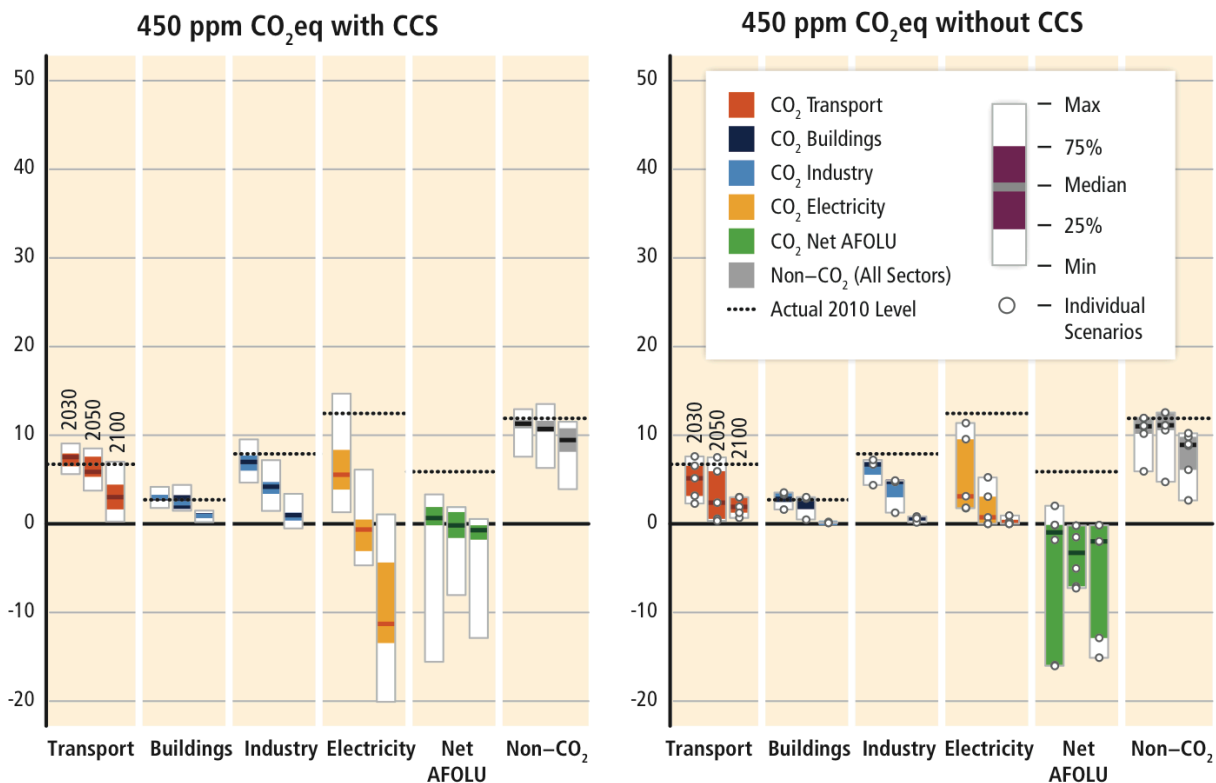 450 ppm CO₂eq with CCS
50
40
30
20
10
0
-10
-20
2030
2050
2100
Transport
Buildings
Industry
Electricity
Net
AFOLU
Non–CO₂
450 ppm CO₂eq without CCS
50
40
30
20
10
0
-10
-20
CO₂ Transport
CO₂ Buildings
CO₂ Industry
CO₂ Electricity
CO₂ Net AFOLU
Non–CO₂ (All Sectors)
Actual 2010 Level
Max
75%
Median
25%
Min
Individual
Scenarios
2030
2050
2100
Transport
Buildings
Industry
Electricity
Net
AFOLU
Non–CO₂